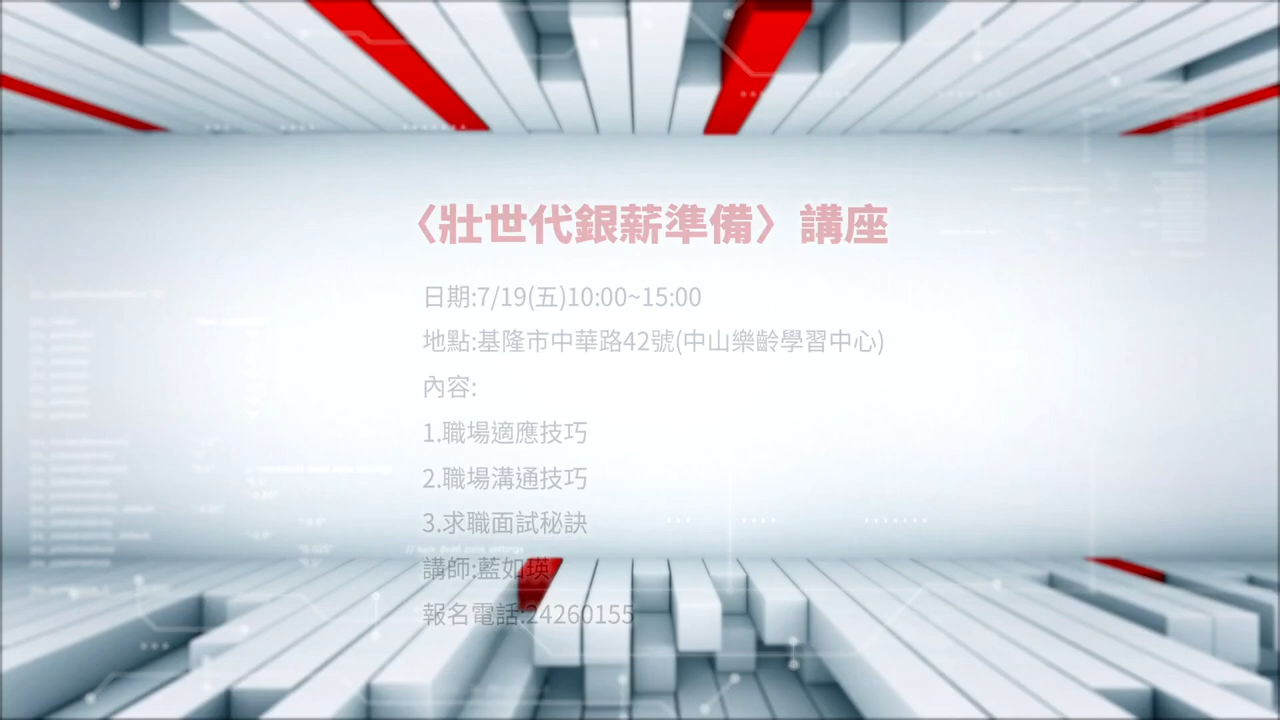 〈壯世代銀薪準備〉講座
日期:7/19(五)10:00~15:00
地點:基隆市中華路42號(中山樂齡學習中心)
內容:
1.職場適應技巧
2.職場溝通技巧
3.求職面試秘訣
講師:藍如瑛
報名電話:24260155